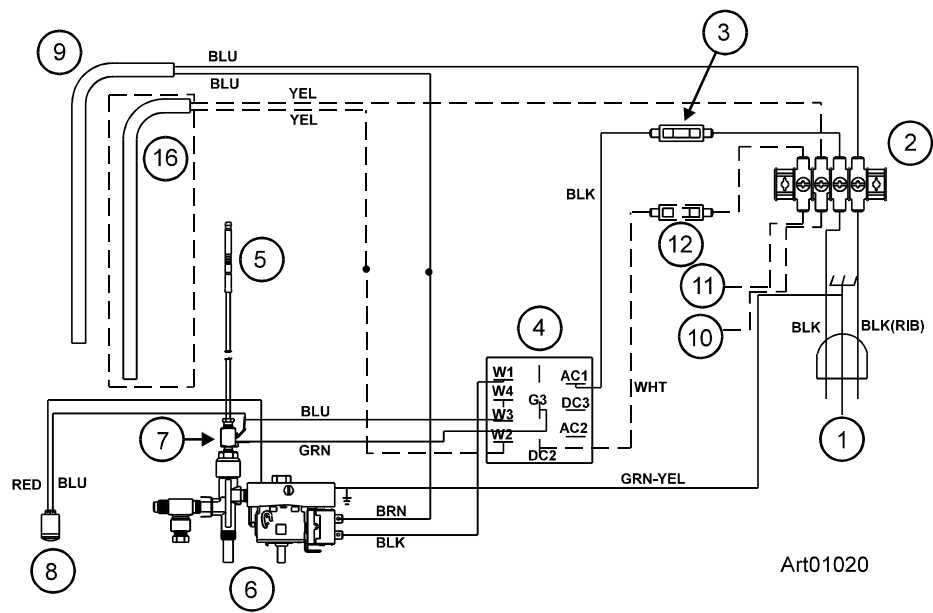 9
BLU
BLU
3
YEL
YEL
16
2
BLK
5
12
11
10
4
BLK
BLK(RIB)
W1
AC1
W4
WHT
G3
DC3
BLU
W3
AC2
7
W2
1
GRN
DC2
RED
BLU
GRN-YEL
BRN
BLK
8
6
Art01020